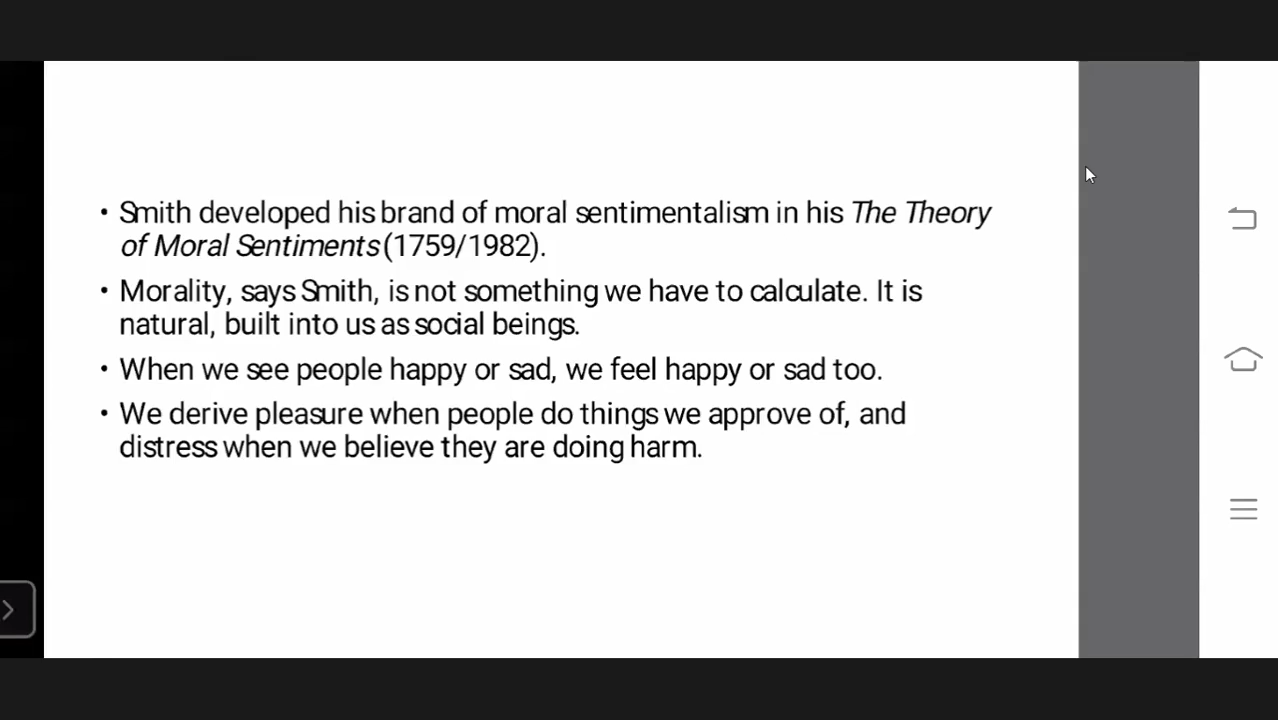 • Smith developed his brand of moral sentimentalism in his The Theory
of Moral Sentiments (1759/1982).
• Morality, says Smith, is not something we have to calculate. It is
natural, built into us as social beings.
• When we see people happy or sad, we feel happy or sad too.
• We derive pleasure when people do things we approve of, and
distress when we believe they are doing harm.